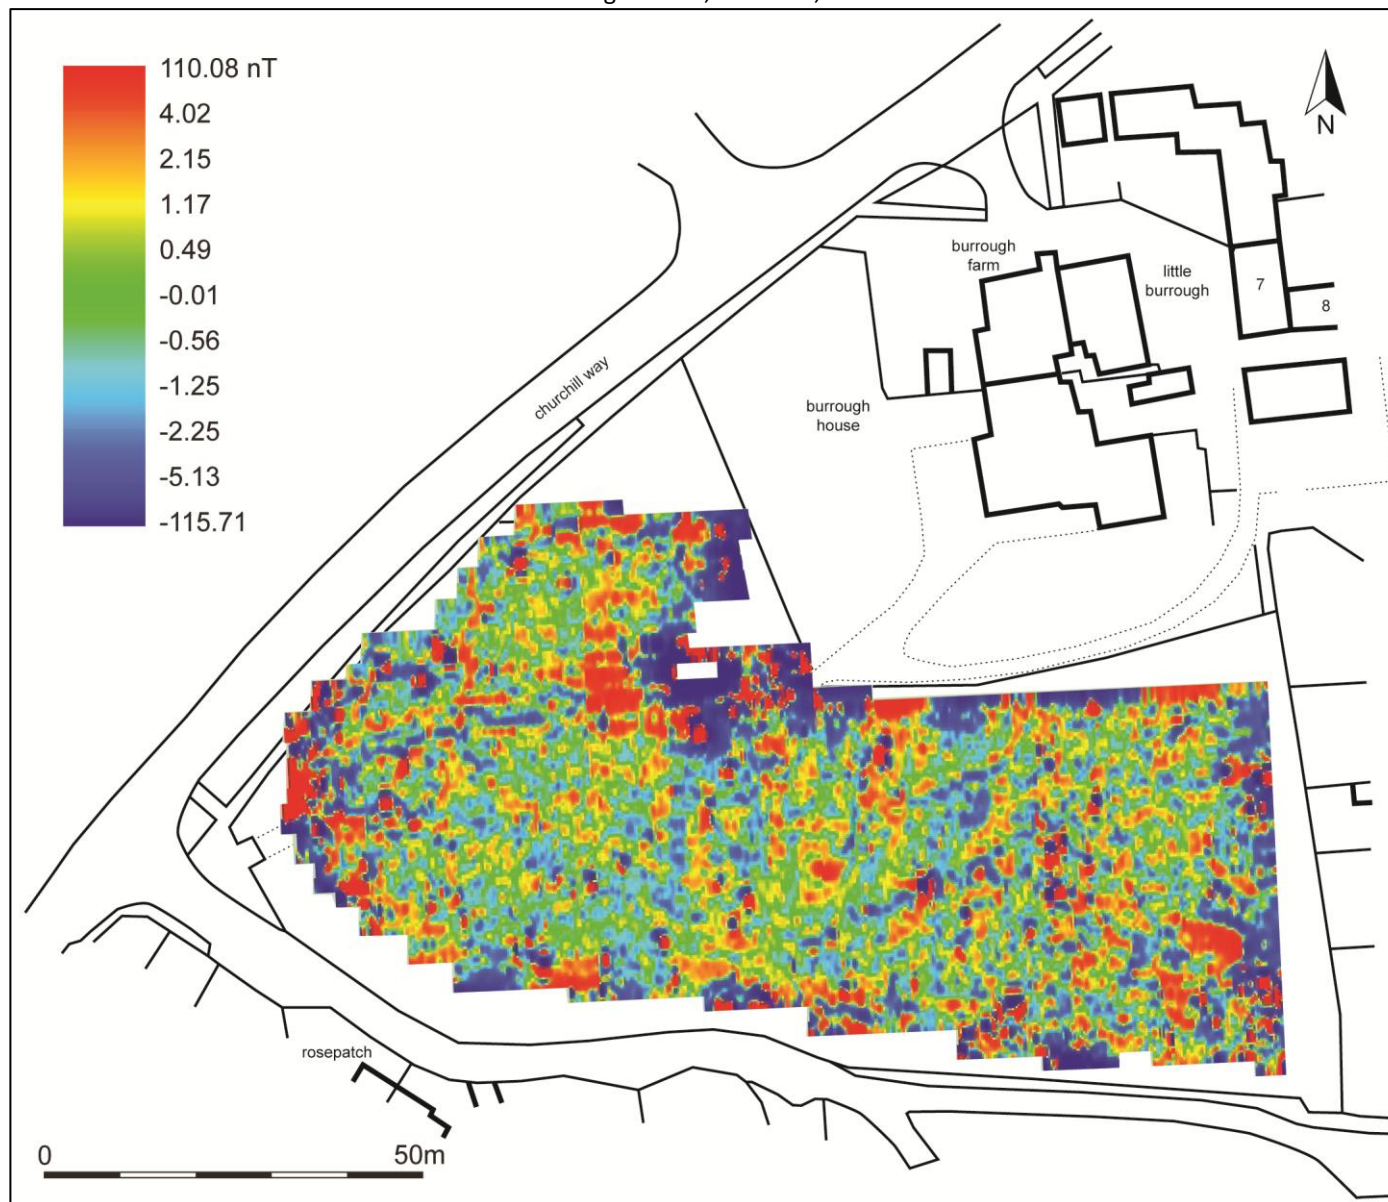 110.08 nT
4.02
2.15
1.17
0.49
-0.01
-0.56
-1.25
-2.25
-5.13
-115.71
N
burrough
farm
little
burrough
7
8
churchill way
burrough
house
rosepatch
0
50m